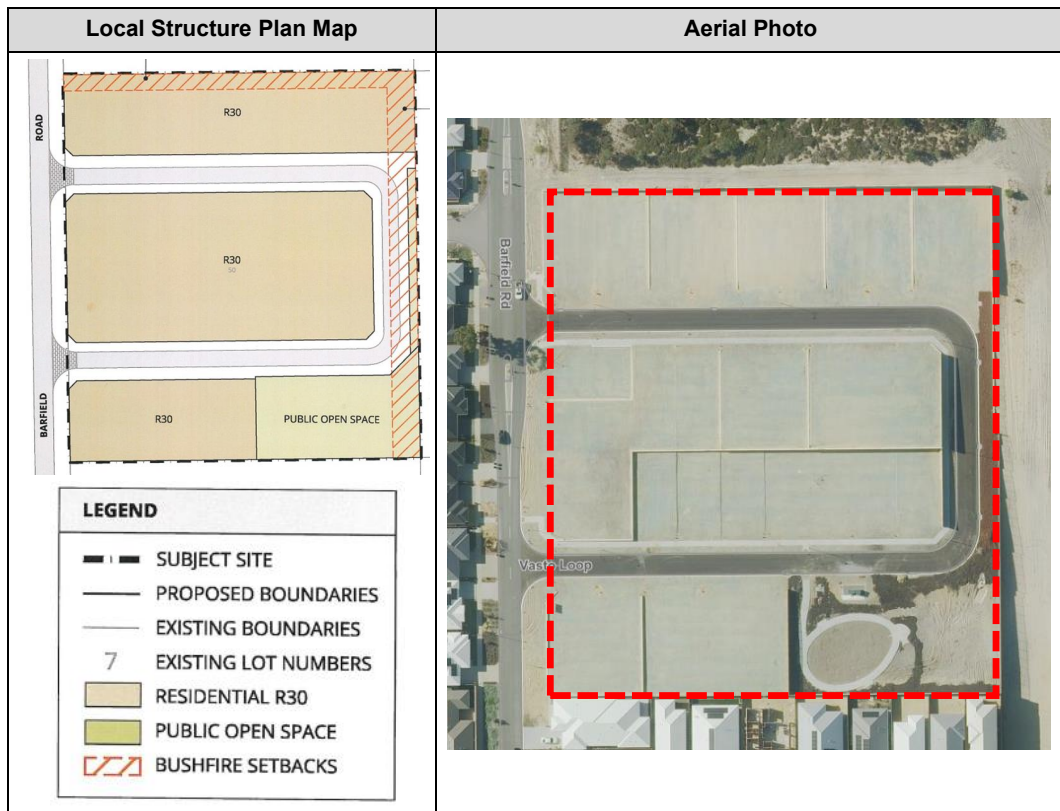 Local Structure Plan Map
Aerial Photo
R30
ROAD
R30
50
BARFIELD
R30
PUBLIC OPEN SPACE
LEGEND
SUBJECT SITE
PROPOSED BOUNDARIES
EXISTING BOUNDARIES
7 EXISTING LOT NUMBERS
RESIDENTIAL R30
PUBLIC OPEN SPACE
BUSHFIRE SETBACKS
Barfield Rd
Vasto Loop